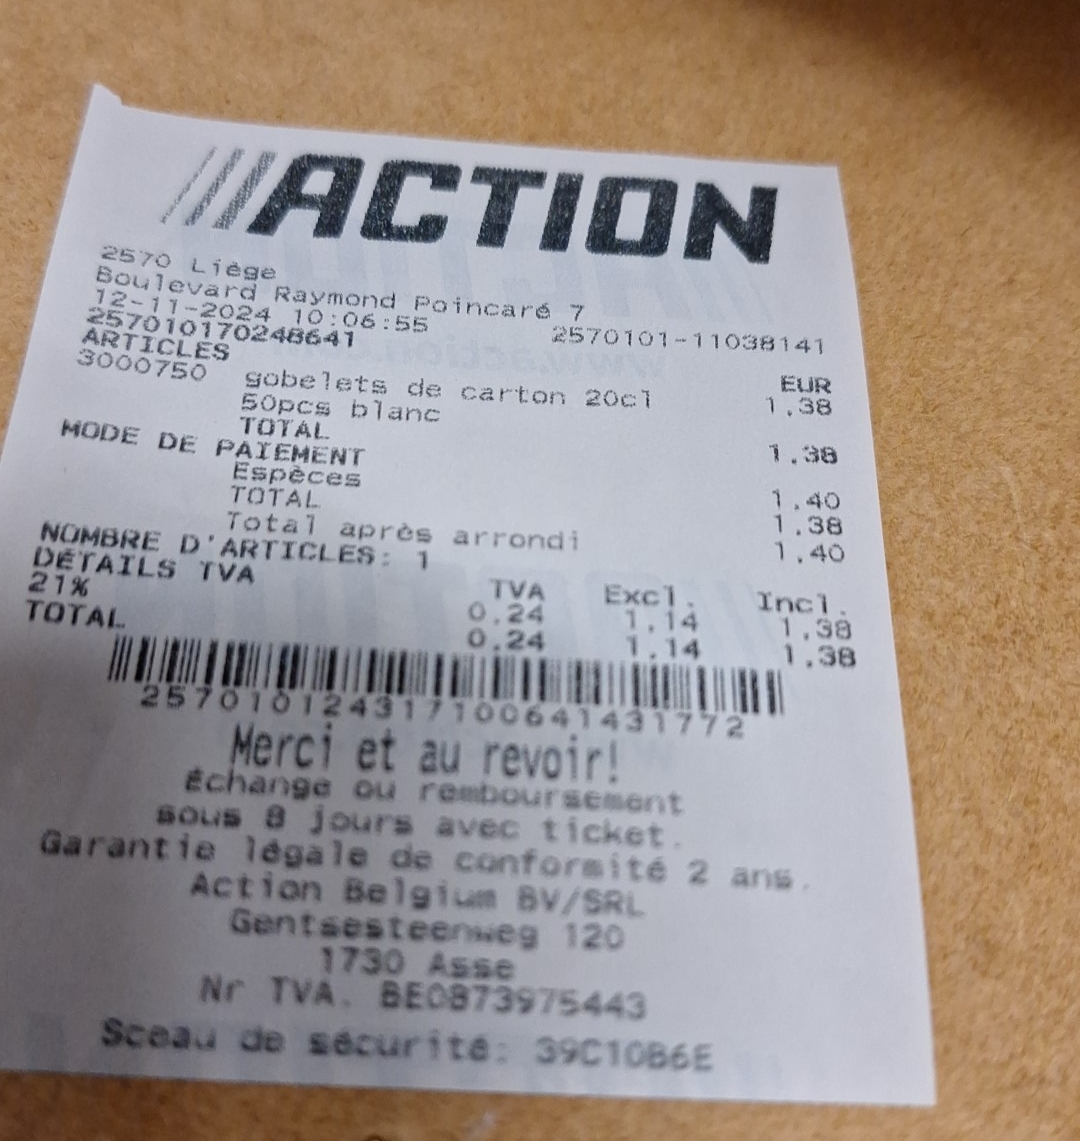 ACTION
2570 Liège
Boulevard Raymond Poincaré 7
12-11-2024 10:06:55 2570101-11038141
257010170248641
ARTICLES EUR
3000750 gobelets de carton 20cl 1,38
50pcs blanc
TOTAL 1,38
MODE DE PAIEMENT
Espèces 1,40
TOTAL 1,38
Total après arrondi 1,40
NOMBRE D'ARTICLES: 1
DÉTAILS TVA TVA Excl. Incl.
21% 0,24 1,14 1,38
TOTAL 0,24 1,14 1,38
257010124317100641431772
Merci et au revoir!
Échange ou remboursement
sous 8 jours avec ticket.
Garantie légale de conformité 2 ans.
Action Belgium BV/SRL
Gentsesteenweg 120
1730 Asse
Nr TVA. BE0873975443
Sceau de sécurité: 39C10B6E